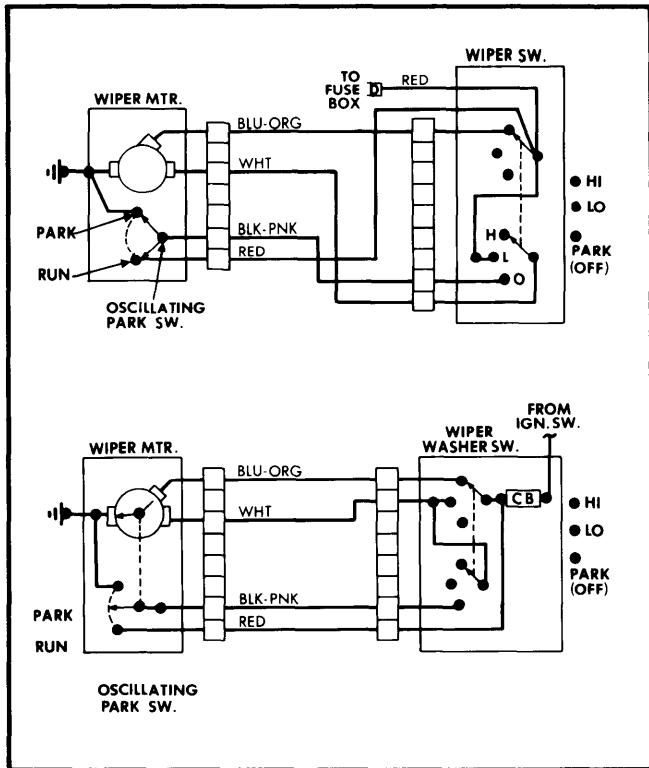 WIPER SW.
TO
FUSE
BOX
RED
WIPER MTR.
BLU-ORG
WHT
HI
LO
PARK
H
BLK-PNK
PARK
(OFF)
RED
L
RUN
O
OSCILLATING
PARK SW.
FROM
IGN. SW.
WIPER MTR.
WIPER
WASHER SW.
BLU-ORG
CB
HI
WHT
LO
PARK
(OFF)
BLK-PNK
PARK
RED
RUN
OSCILLATING
PARK SW.